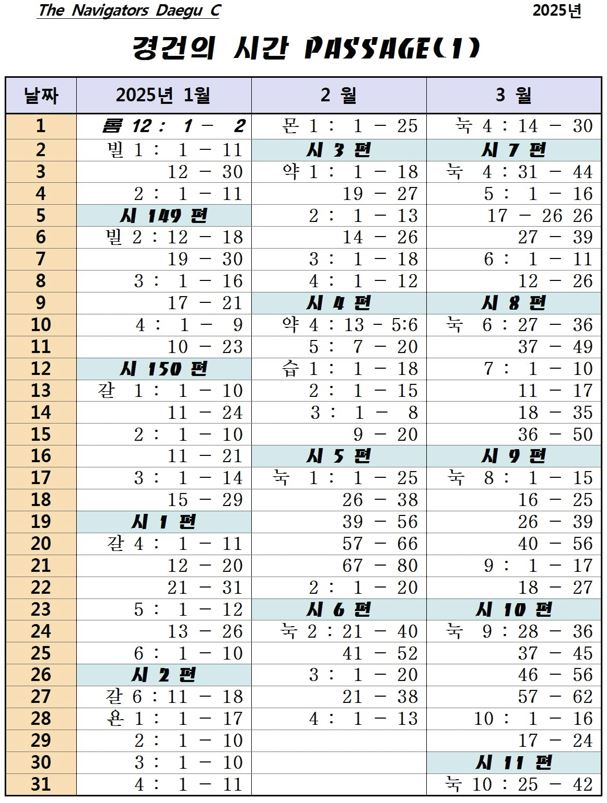 The Navigators Daegu C 2025년
경건의 시간 PASSAGE(1)
날짜 2025년 1월 2 월 3 월
1 롬 12 : 1 - 2 몬 1 : 1 - 25 눅 4 : 14 - 30
2 빌 1 : 1 - 11 시 3 편 시 7 편
3 12 - 30 약 1 : 1 - 18 눅 4 : 31 - 44
4 2 : 1 - 11 19 - 27 5 : 1 - 16
5 시 149 편 2 : 1 - 13 17 - 26 26
6 빌 2 : 12 - 18 14 - 26 27 - 39
7 19 - 30 3 : 1 - 18 6 : 1 - 11
8 3 : 1 - 16 4 : 1 - 12 12 - 26
9 17 - 21 시 4 편 시 8 편
10 4 : 1 - 9 약 4 : 13 - 5:6 눅 6 : 27 - 36
11 10 - 23 5 : 7 - 20 37 - 49
12 시 150 편 습 1 : 1 - 18 7 : 1 - 10
13 갈 1 : 1 - 10 2 : 1 - 15 11 - 17
14 11 - 24 3 : 1 - 8 18 - 35
15 2 : 1 - 10 9 - 20 36 - 50
16 11 - 21 시 5 편 시 9 편
17 3 : 1 - 14 눅 1 : 1 - 25 눅 8 : 1 - 15
18 15 - 29 26 - 38 16 - 25
19 시 1 편 39 - 56 26 - 39
20 갈 4 : 1 - 11 57 - 66 40 - 56
21 12 - 20 67 - 80 9 : 1 - 17
22 21 - 31 2 : 1 - 20 18 - 27
23 5 : 1 - 12 시 6 편 시 10 편
24 13 - 26 눅 2 : 21 - 40 눅 9 : 28 - 36
25 6 : 1 - 10 41 - 52 37 - 45
26 시 2 편 3 : 1 - 20 46 - 56
27 갈 6 : 11 - 18 21 - 38 57 - 62
28 욘 1 : 1 - 17 4 : 1 - 13 10 : 1 - 16
29 2 : 1 - 10 17 - 24
30 3 : 1 - 10 시 11 편
31 4 : 1 - 11 눅 10 : 25 - 42